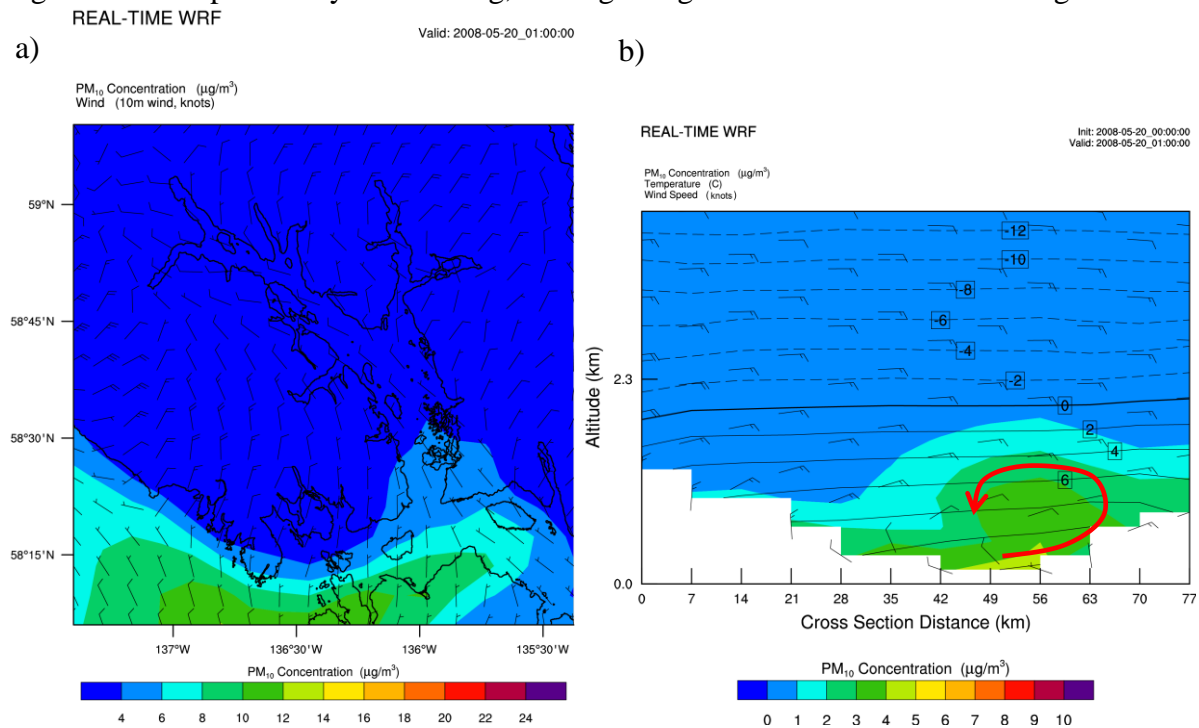 REAL-TIME WRF
Valid: 2008-05-20_01:00:00
a)
PM10 Concentration (µg/m3)
Wind (10m wind, knots)
59°N
58°45'N
58°30'N
58°15'N
137°W 136°30'W 136°W 135°30'W
PM10 Concentration (µg/m3)
4 6 8 10 12 14 16 18 20 22 24
b)
REAL-TIME WRF
Init: 2008-05-20_00:00:00
Valid: 2008-05-20_01:00:00
PM10 Concentration (µg/m3)
Temperature (C)
Wind Speed (knots)
-12
-10
-8
-6
-4
-2
0
2
4
6
Altitude (km)
2.3
0.0
0 7 14 21 28 35 42 49 56 63 70 77
Cross Section Distance (km)
PM10 Concentration (µg/m3)
0 1 2 3 4 5 6 7 8 9 10